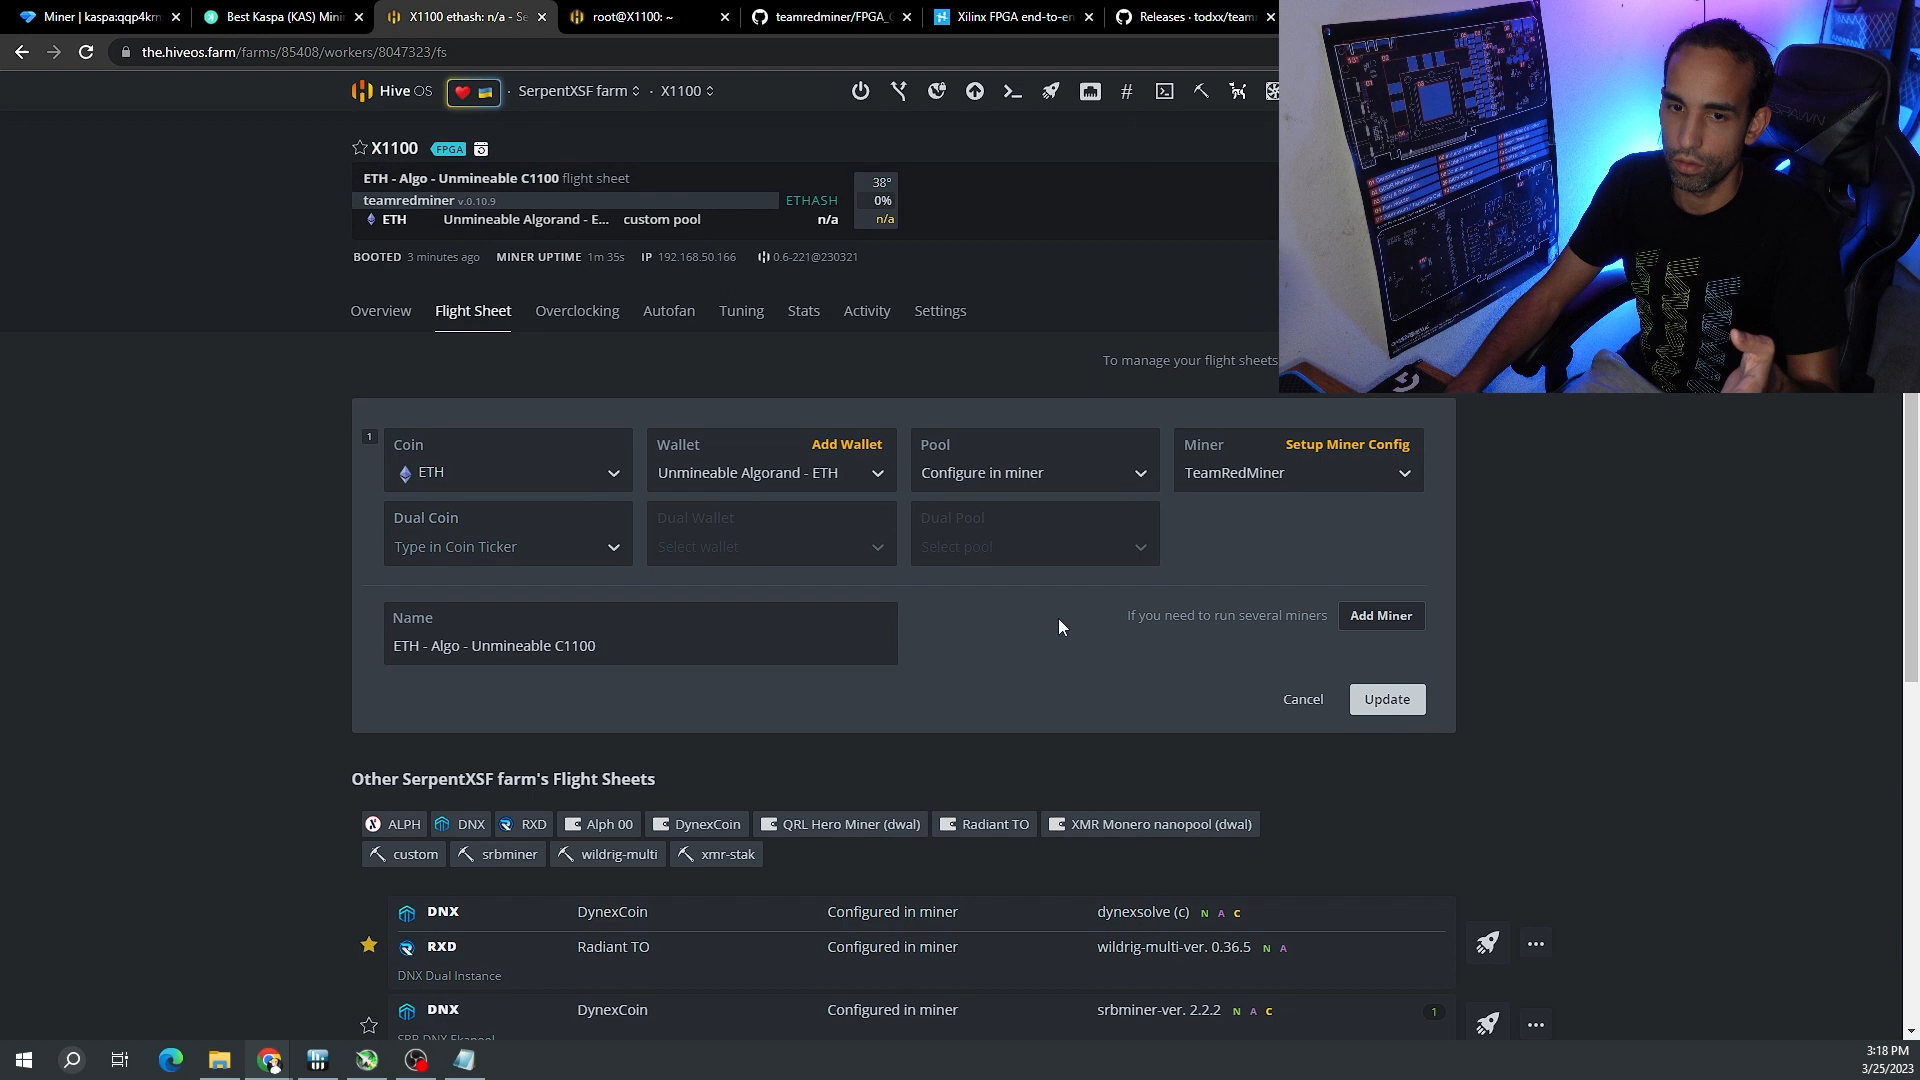 Miner | kaspa:qqp4krn
Best Kaspa (KAS) Mini
X1100 ethash: n/a - Se
root@X1100: ~
teamredminer/FPGA_
Xilinx FPGA end-to-en
Releases · todxx/team
the.hiveos.farm/farms/85408/workers/8047323/fs
Hive OS
· SerpentXSF farm · X1100
X1100 FPGA
ETH - Algo - Unmineable C1100 flight sheet
38°
teamredminer v.0.10.9 ETHASH 0%
ETH Unmineable Algorand - E... custom pool n/a n/a
BOOTED 3 minutes ago MINER UPTIME 1m 35s IP 192.168.50.166 0.6-221@230321
Overview Flight Sheet Overclocking Autofan Tuning Stats Activity Settings
To manage your flight sheets
1
Coin Wallet Add Wallet Pool Miner Setup Miner Config
ETH Unmineable Algorand - ETH Configure in miner TeamRedMiner
Dual Coin Dual Wallet Dual Pool
Type in Coin Ticker Select wallet Select pool
Name
ETH - Algo - Unmineable C1100
If you need to run several miners Add Miner
Cancel Update
Other SerpentXSF farm's Flight Sheets
ALPH DNX RXD Alph 00 DynexCoin QRL Hero Miner (dwal) Radiant TO XMR Monero nanopool (dwal)
custom srbminer wildrig-multi xmr-stak
DNX DynexCoin Configured in miner dynexsolve (c) N A C
RXD Radiant TO Configured in miner wildrig-multi-ver. 0.36.5 N A
DNX Dual Instance
DNX DynexCoin Configured in miner srbminer-ver. 2.2.2 N A C 1
3:18 PM
3/25/2023